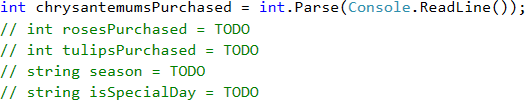 int chrysantemumsPurchased = int.Parse(Console.ReadLine());
// int rosesPurchased = TODO
// int tulipsPurchased = TODO
// string season = TODO
// string isSpecialDay = TODO